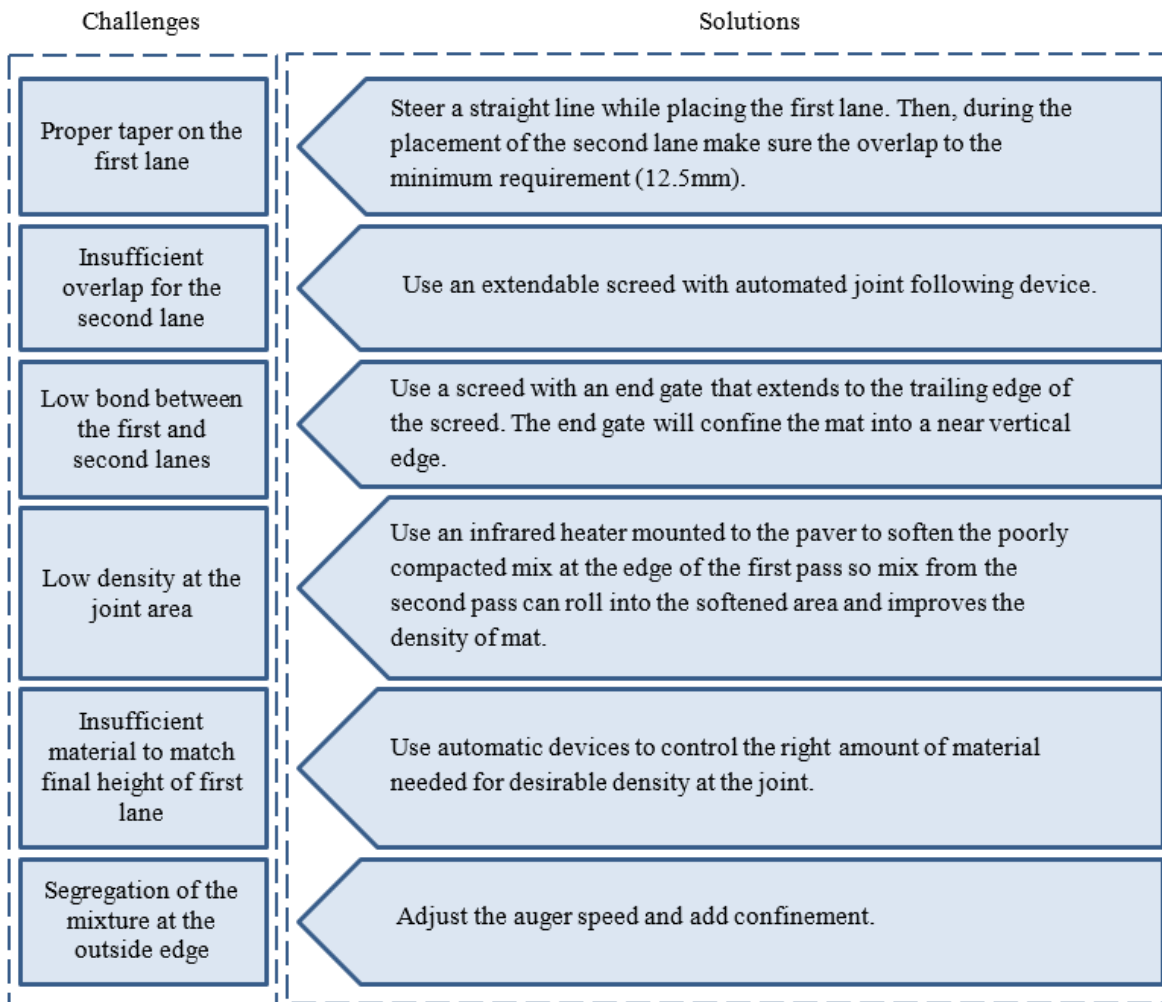 Challenges
Solutions
Proper taper on the
first lane
Steer a straight line while placing the first lane. Then, during the
placement of the second lane make sure the overlap to the
minimum requirement (12.5mm).
Insufficient
overlap for the
second lane
Use an extendable screed with automated joint following device.
Low bond between
the first and
second lanes
Use a screed with an end gate that extends to the trailing edge of
the screed. The end gate will confine the mat into a near vertical
edge.
Low density at the
joint area
Use an infrared heater mounted to the paver to soften the poorly
compacted mix at the edge of the first pass so mix from the
second pass can roll into the softened area and improves the
density of mat.
Insufficient
material to match
final height of first
lane
Use automatic devices to control the right amount of material
needed for desirable density at the joint.
Segregation of the
mixture at the
outside edge
Adjust the auger speed and add confinement.